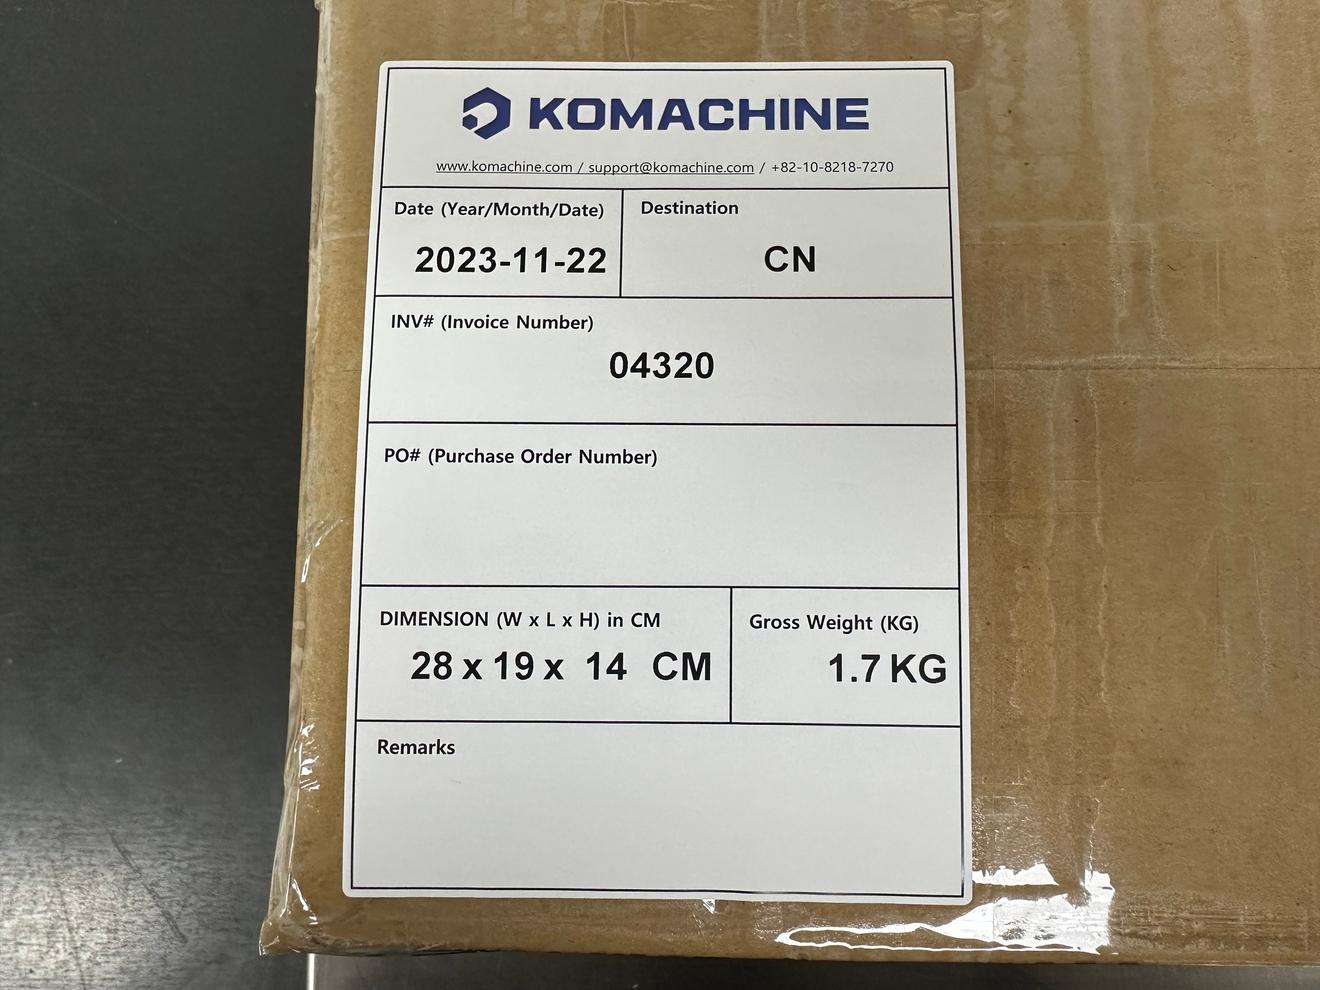 KOMACHINE
www.komachine.com / support@komachine.com / +82-10-8218-7270
Date (Year/Month/Date)
2023-11-22
Destination
CN
INV# (Invoice Number)
04320
PO# (Purchase Order Number)
DIMENSION (W x L x H) in CM
28 x 19 x 14 CM
Gross Weight (KG)
1.7 KG
Remarks